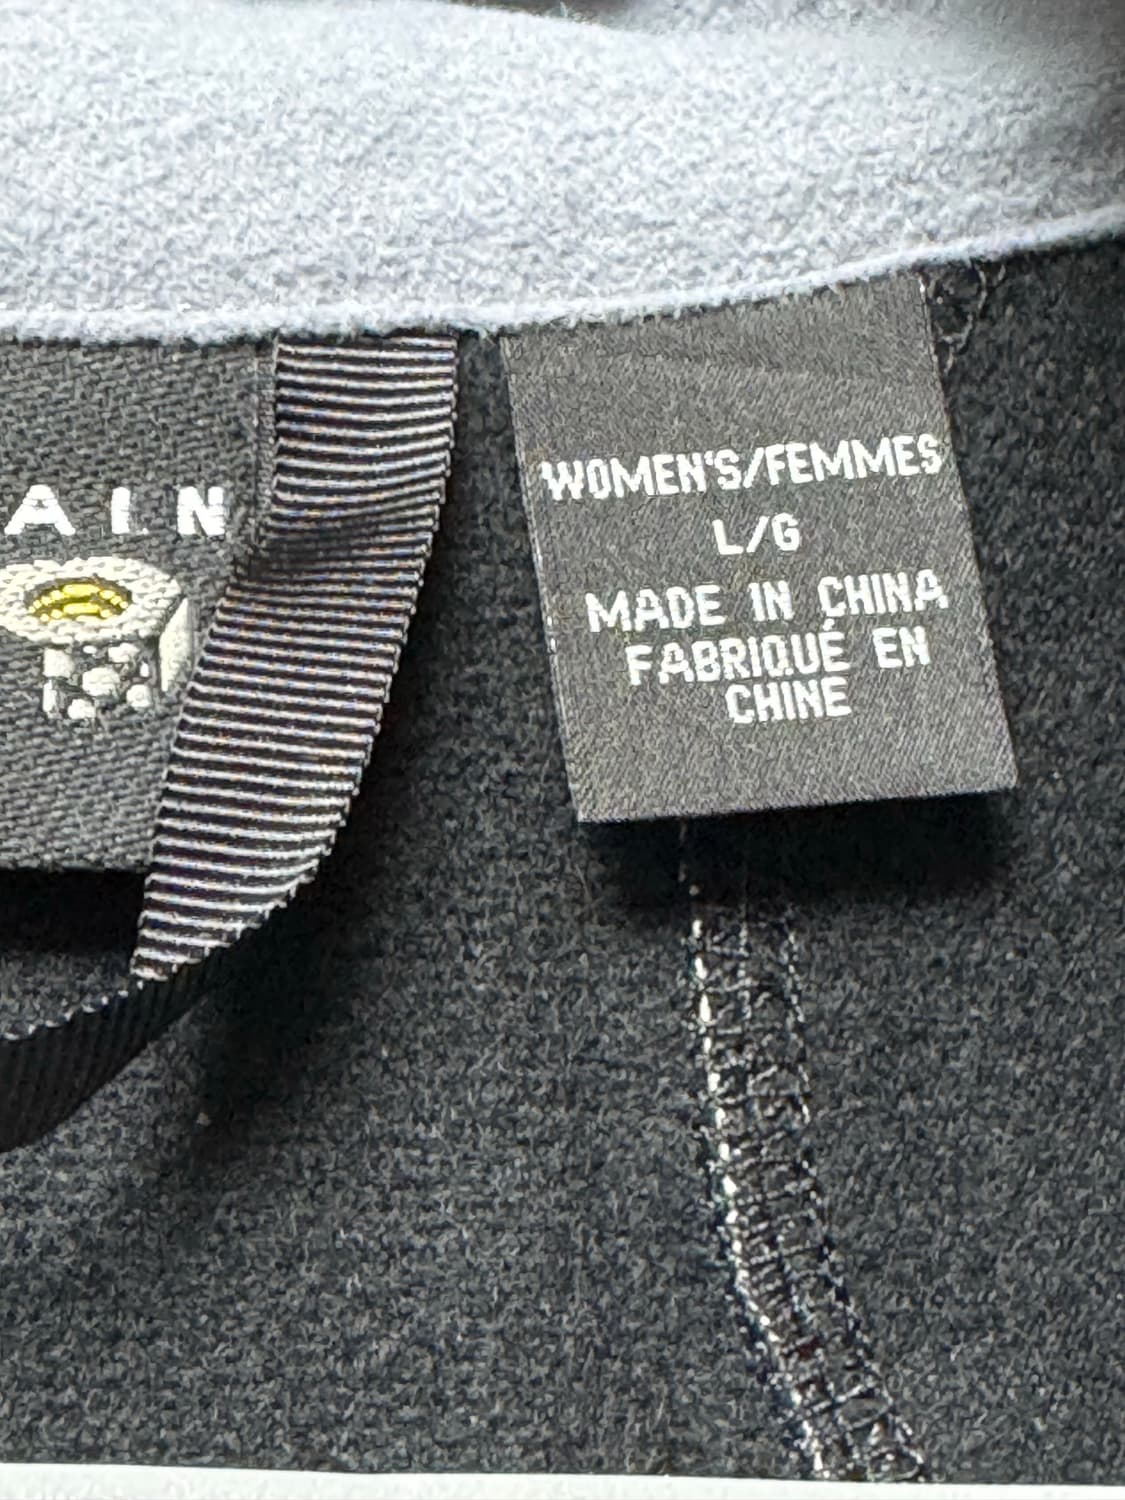 AIN
WOMEN'S/FEMMES
L/G
MADE IN CHINA
FABRIQUÉ EN
CHINE